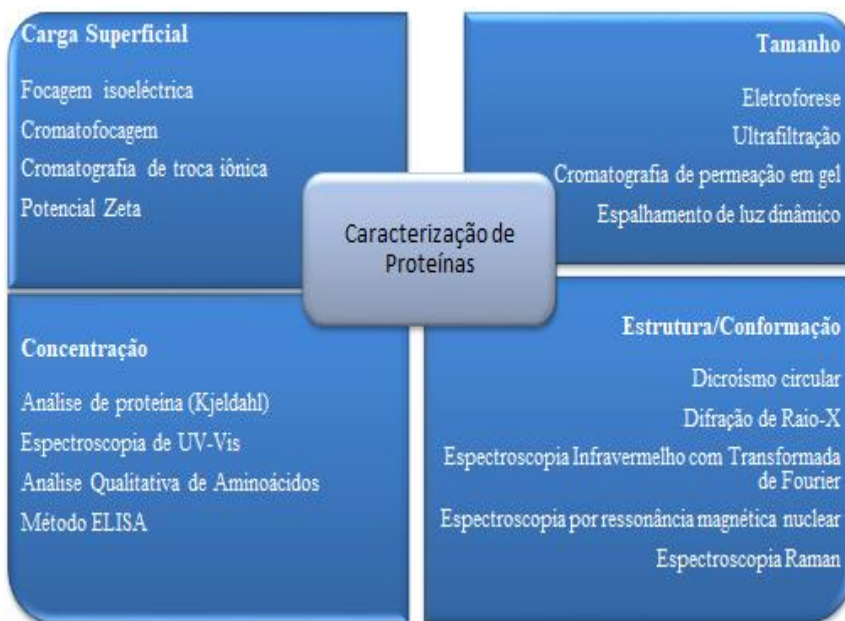 Carga Superficial
Focagem isoeléctrica
Cromatofocagem
Cromatografia de troca iônica
Potencial Zeta
Tamanho
Eletroforese
Ultrafiltração
Cromatografia de permeação em gel
Espalhamento de luz dinâmico
Caracterização de
Proteínas
Concentração
Análise de proteina (Kjeldahl)
Espectroscopia de UV-Vis
Análise Qualitativa de Aminoácidos
Método ELISA
Estrutura/Conformação
Dicroísmo circular
Difração de Raio-X
Espectroscopia Infravermelho com Transformada
de Fourier
Espectroscopia por ressonância magnética nuclear
Espectroscopia Raman